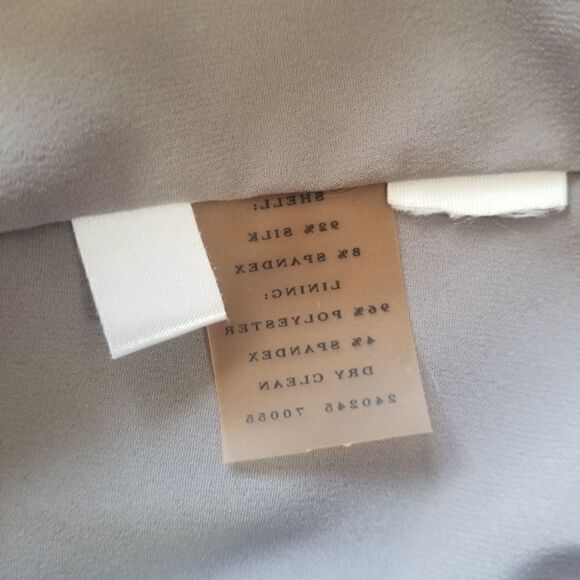 SHELL:
92% SILK
8% SPANDEX
LINING:
96% POLYESTER
4% SPANDEX
DRY CLEAN
240245 70055